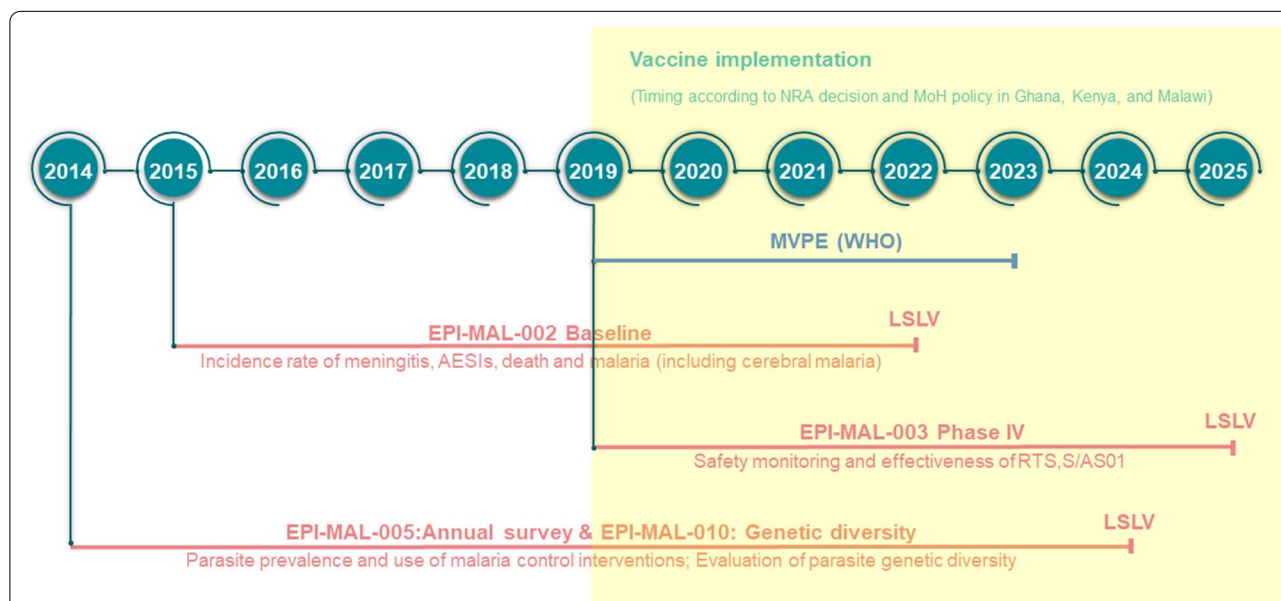 Vaccine implementation
(Timing according to NRA decision and MoH policy in Ghana, Kenya, and Malawi)
2014 2015 2016 2017 2018 2019 2020 2021 2022 2023 2024 2025
MVPE (WHO)
LSLV
EPI-MAL-002 Baseline
Incidence rate of meningitis, AESIs, death and malaria (including cerebral malaria)
LSLV
EPI-MAL-003 Phase IV
Safety monitoring and effectiveness of RTS,S/AS01
LSLV
EPI-MAL-005:Annual survey & EPI-MAL-010: Genetic diversity
Parasite prevalence and use of malaria control interventions; Evaluation of parasite genetic diversity